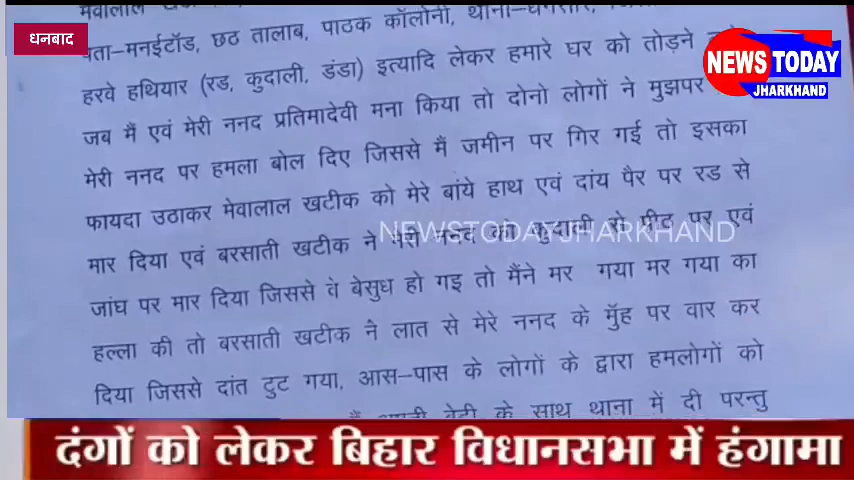 मेवालाल
धनबाद
पता–मनईटॉंड, छठ तालाब, पाठक कॉलोनी, थाना–धनसार,
हरवे हथियार (रड, कुदाली, डंडा) इत्यादि लेकर हमारे घर को तोड़ने
NEWS TODAY
JHARKHAND
जब मैं एवं मेरी ननद प्रतिमादेवी मना किया तो दोनो लोगों ने मुझपर
मेरी ननद पर हमला बोल दिए जिससे मैं जमीन पर गिर गई तो इसका
फायदा उठाकर मेवालाल खटीक को मेरे बांये हाथ एवं दांय पैर पर रड से
NEWSTODAYJHARKHAND
मार दिया एवं बरसाती खटीक ने मेरी ननद को कुदाली से पीट पर एवं
जांघ पर मार दिया जिससे वे बेसुध हो गइ तो मैंने मर गया मर गया का
हल्ला की तो बरसाती खटीक ने लात से मेरे ननद के मुँह पर वार कर
दिया जिससे दांत टुट गया, आस–पास के लोगों के द्वारा हमलोगों को
के साथ थाना में दी परन्तु
दंगों को लेकर बिहार विधानसभा में हंगामा